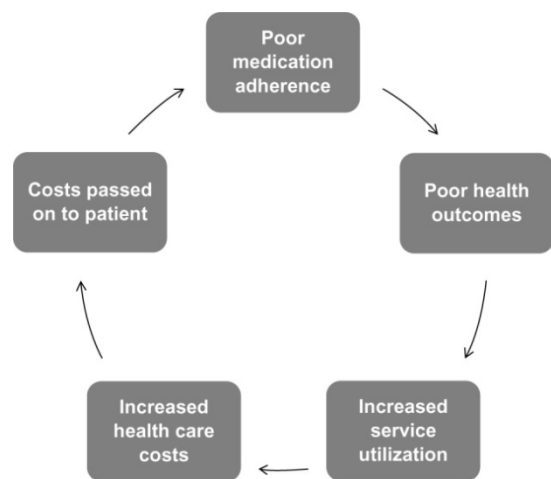 Poor
medication
adherence
Poor health
outcomes
Increased
service
utilization
Increased
health care
costs
Costs passed
on to patient